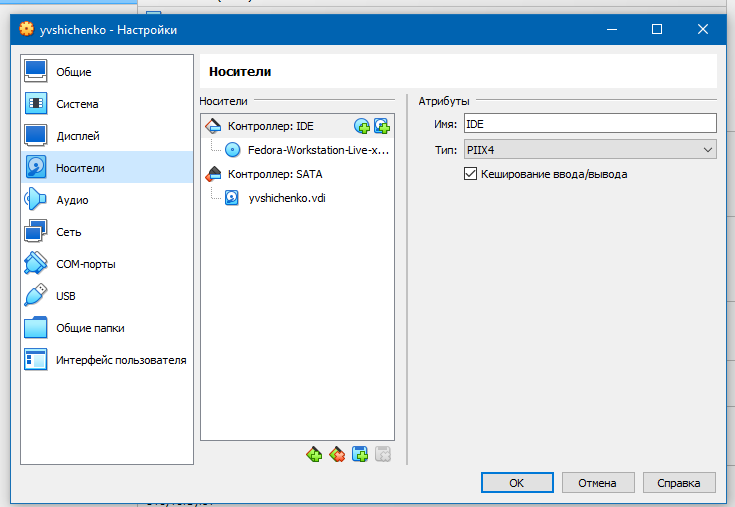 yvshichenko - Настройки
Общие
Система
Дисплей
Носители
Аудио
Сеть
COM-порты
USB
Общие папки
Интерфейс пользователя
Носители
Носители
Контроллер: IDE
Fedora-Workstation-Live-x...
Контроллер: SATA
yvshichenko.vdi
Атрибуты
Имя: IDE
Тип: PIIX4
Кеширование ввода/вывода
OK
Отмена
Справка